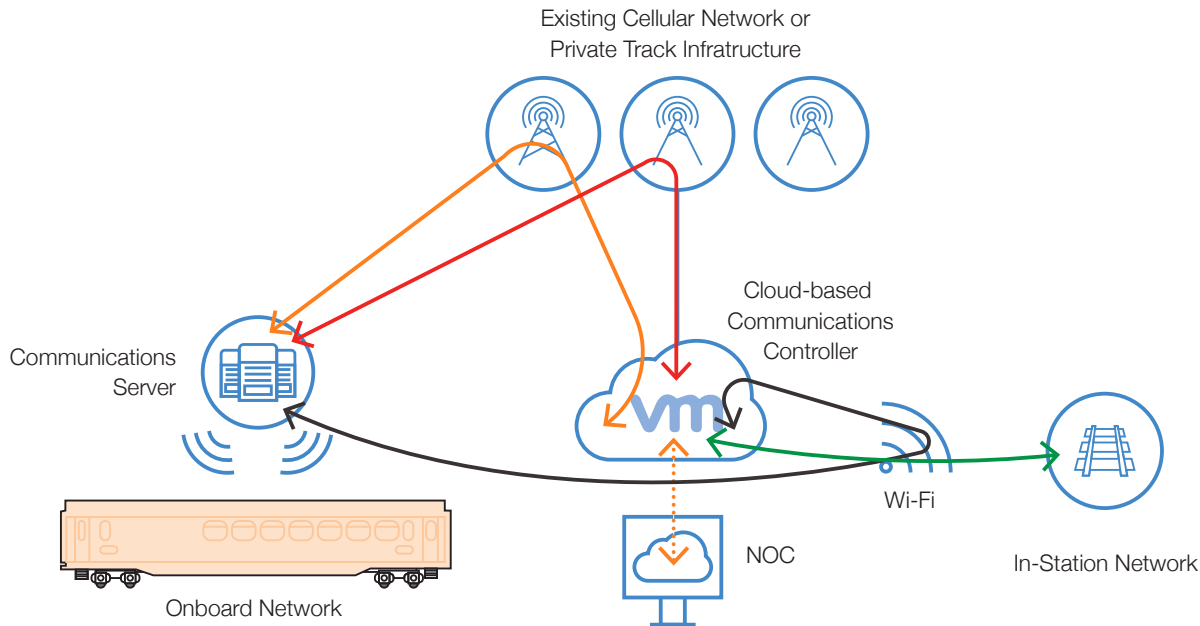 Existing Cellular Network or
Private Track Infratructure
Cloud-based
Communications
Controller
Communications
Server
vm
Wi-Fi
NOC
In-Station Network
Onboard Network